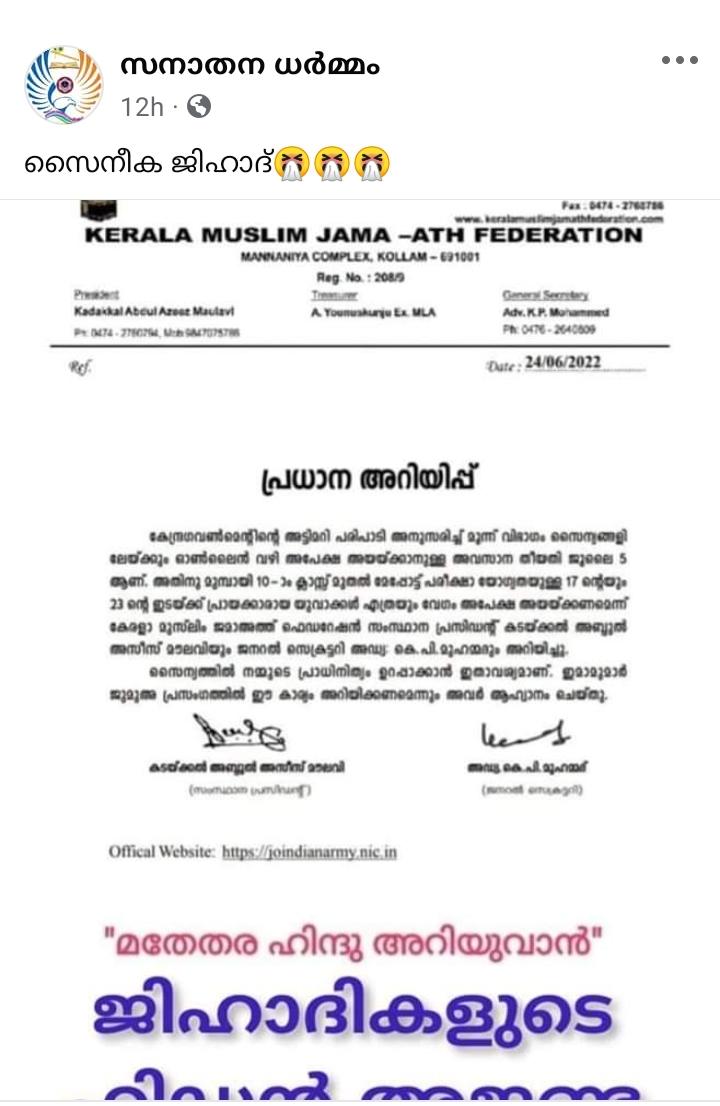 സനാതന ധർമ്മം
12h ·
സൈനീക ജിഹാദ്🤧🤧🤧
Fax : 0474 - 2768786
www. keralamuslimjamathfederation.com
KERALA MUSLIM JAMA –ATH FEDERATION
MANNANIYA COMPLEX, KOLLAM – 691001
Reg. No. : 208/9
President Treasurer General Secretary
Kadakkal Abdul Azeez Maulavi A. Younuskunju Ex. MLA Adv. K.P. Mohammed
Ph: 0474 - 2760794, Mob:9847075786 Ph: 0476 - 2640809
Ref. Date : 24/06/2022
പ്രധാന അറിയിപ്പ്
കേന്ദ്രഗവൺമെന്റിന്റെ അട്ടിമറി പരിപാടി അനുസരിച്ച് മൂന്ന് വിഭാഗം സൈന്യങ്ങളി
ലേയ്ക്കും ഓൺലൈൻ വഴി അപേക്ഷ അയയ്ക്കാനുള്ള അവസാന തീയതി ജൂലൈ 5
ആണ്. അതിനു മുമ്പായി 10-ാം ക്ലാസ്സ് മുതൽ മേപ്പോട്ട് പരീക്ഷാ യോഗ്യതയുള്ള 17 ന്റെയും
23 ന്റെ ഇടയ്ക്ക് പ്രായക്കാരായ യുവാക്കൾ എത്രയും വേഗം അപേക്ഷ അയയ്ക്കണമെന്ന്
കേരളാ മുസ്‌ലിം ജമാഅത്ത് ഫെഡറേഷൻ സംസ്ഥാന പ്രസിഡന്റ് കടയ്ക്കൽ അബ്ദുൽ
അസീസ് മൗലവിയും ജനറൽ സെക്രട്ടറി അഡ്വ: കെ.പി.മുഹമ്മദും അറിയിച്ചു.
സൈന്യത്തിൽ നമ്മുടെ പ്രാധിനിത്യം ഉറപ്പാക്കാൻ ഇതാവശ്യമാണ്. ഇമാമുമാർ
ജുമുആ പ്രസംഗത്തിൽ ഈ കാര്യം അറിയിക്കണമെന്നും അവർ ആഹ്വാനം ചെയ്തു.
കടയ്ക്കൽ അബ്ദുൽ അസീസ് മൗലവി അഡ്വ.കെ.പി.മുഹമ്മദ്
(സംസ്ഥാന പ്രസിഡന്റ്) (ജനറൽ സെക്രട്ടറി)
Offical Website: https://joindianarmy.nic.in
"മതേതര ഹിന്ദു അറിയുവാൻ"
ജിഹാദികളുടെ
ഹിഡൻ അജണ്ട